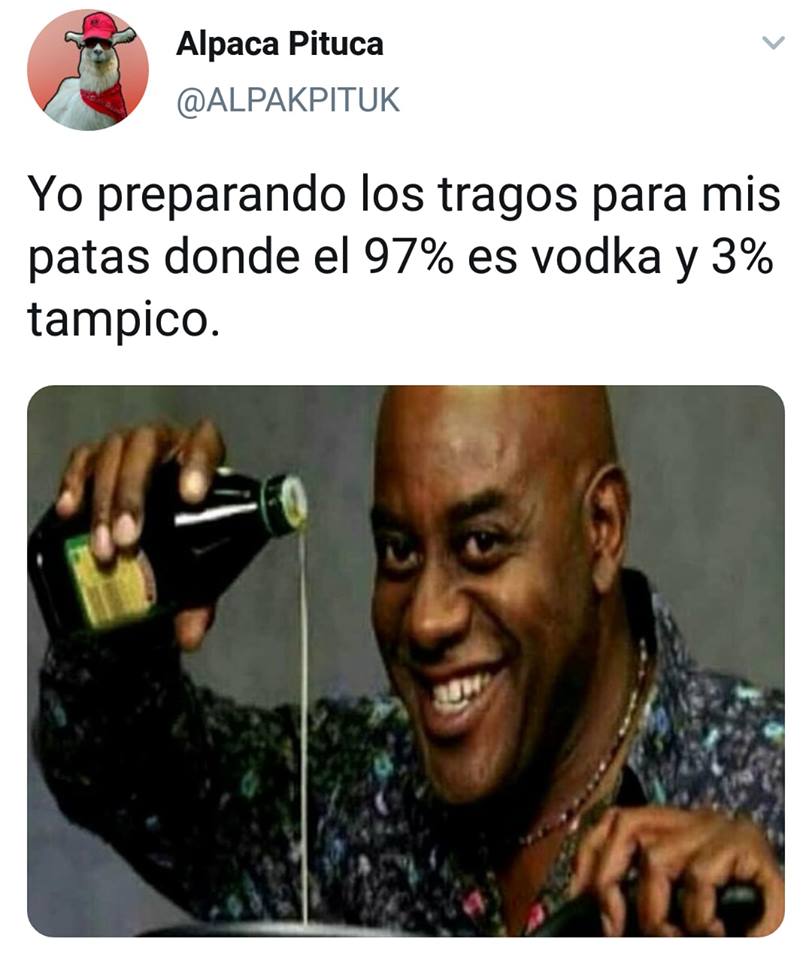 Alpaca Pituca
@ALPAKPITUK
Yo preparando los tragos para mis
patas donde el 97% es vodka y 3%
tampico.